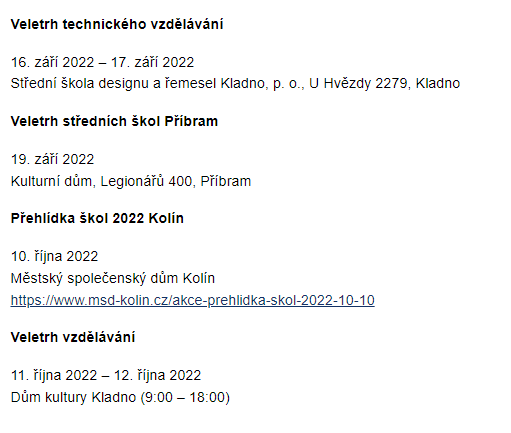 Veletrh technického vzdělávání
16. září 2022 – 17. září 2022
Střední škola designu a řemesel Kladno, p. o., U Hvězdy 2279, Kladno
Veletrh středních škol Příbram
19. září 2022
Kulturní dům, Legionářů 400, Příbram
Přehlídka škol 2022 Kolín
10. října 2022
Městský společenský dům Kolín
https://www.msd-kolin.cz/akce-prehlidka-skol-2022-10-10
Veletrh vzdělávání
11. října 2022 – 12. října 2022
Dům kultury Kladno (9:00 – 18:00)